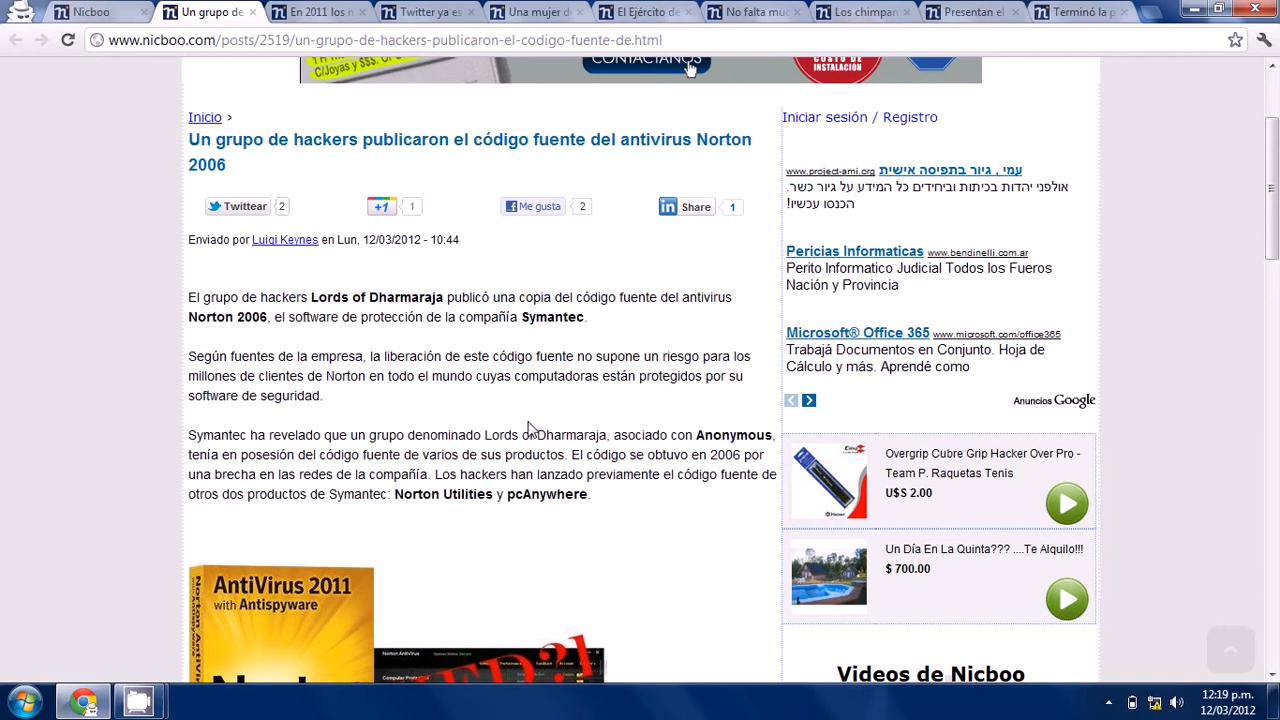 Nicboo
Un grupo de
En 2011 los n
Twitter ya es
Una mujer d
El Ejército de
No falta muc
Los chimpan
Presentan el
Terminó la p
www.nicboo.com/posts/2519/un-grupo-de-hackers-publicaron-el-codigo-fuente-de.html
C/Joyas y $$$.
CONTACTANOS
COSTO DE
INSTALACIÓN
Inicio >
Un grupo de hackers publicaron el código fuente del antivirus Norton
2006
Twittear 2
+1 1
Me gusta 2
Share 1
Enviado por Luigi Keynes en Lun, 12/03/2012 - 10:44
El grupo de hackers Lords of Dharmaraja publicó una copia del código fuente del antivirus
Norton 2006, el software de protección de la compañía Symantec.
Según fuentes de la empresa, la liberación de este código fuente no supone un riesgo para los
millones de clientes de Norton en todo el mundo cuyas computadoras están protegidos por su
software de seguridad.
Symantec ha revelado que un grupo denominado Lords of Dharmaraja, asociado con Anonymous,
tenía en posesión del código fuente de varios de sus productos. El código se obtuvo en 2006 por
una brecha en las redes de la compañía. Los hackers han lanzado previamente el código fuente de
otros dos productos de Symantec: Norton Utilities y pcAnywhere.
AntiVirus 2011
with Antispyware
Norton AntiVirus
Iniciar sesión / Registro
עמי , גיור בתפיסה אישית www.project-ami.org
אולפני יהדות בכיתות וביחידים כל המידע על גיור כשר.
הכנסו עכשיו!
Pericias Informaticas www.bendinelli.com.ar
Perito Informatico Judicial Todos los Fueros
Nación y Provincia
Microsoft® Office 365 www.microsoft.com/office365
Trabajá Documentos en Conjunto. Hoja de
Cálculo y más. Aprendé como
Anuncios Google
Overgrip Cubre Grip Hacker Over Pro -
Team P. Raquetas Tenis
U$S 2.00
Un Día En La Quinta??? ....Te Alquilo!!!
$ 700.00
Videos de Nicboo
12:19 p.m.
12/03/2012